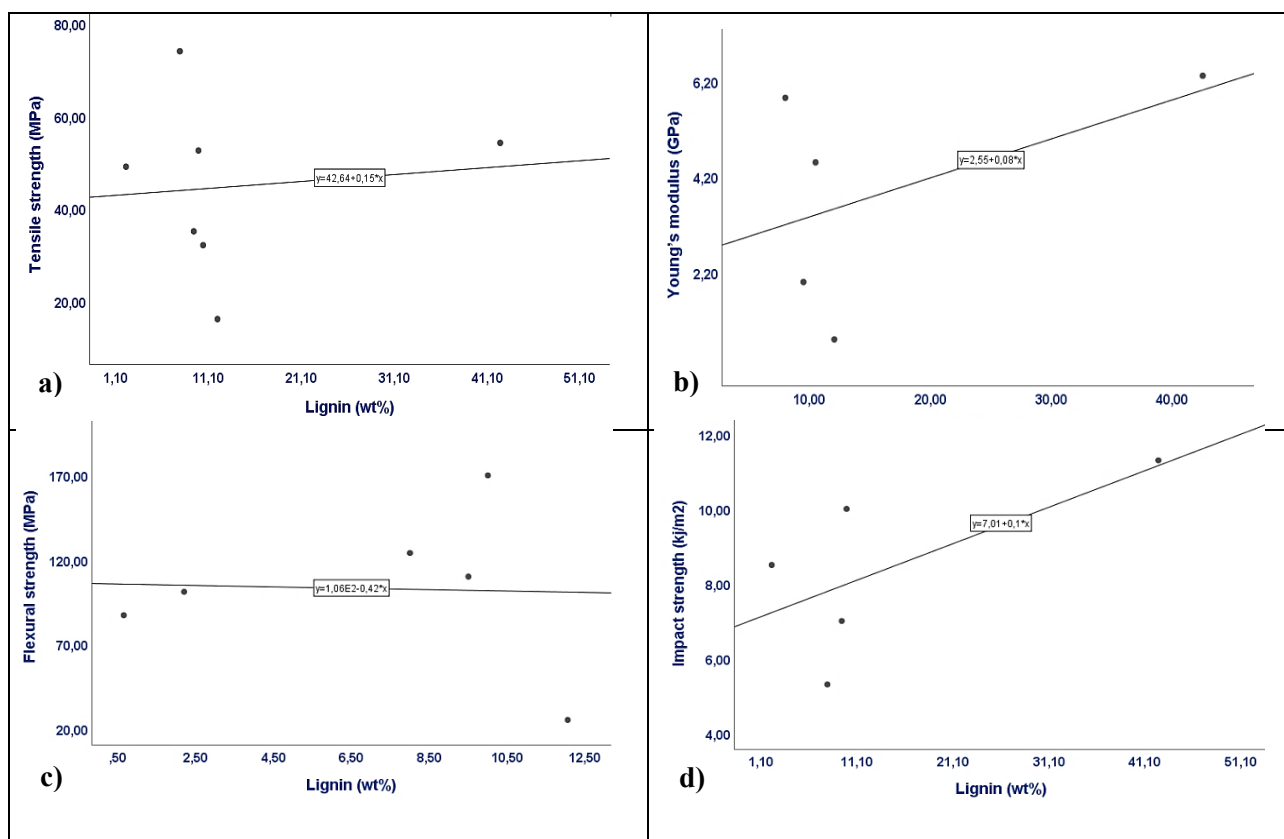 80,00
60,00
40,00
20,00
Tensile strength (MPa)
y=42,64+0,15*x
1,10 11,10 21,10 31,10 41,10 51,10
Lignin (wt%)
a)
6,20
4,20
2,20
Young's modulus (GPa)
y=2,55+0,08*x
10,00 20,00 30,00 40,00
b)
170,00
120,00
70,00
20,00
Flexural strength (MPa)
y=1,06E2-0,42*x
,50 2,50 4,50 6,50 8,50 10,50 12,50
Lignin (wt%)
c)
12,00
10,00
8,00
6,00
4,00
Impact strength (kj/m2)
y=7,01+0,1*x
1,10 11,10 21,10 31,10 41,10 51,10
Lignin (wt%)
d)